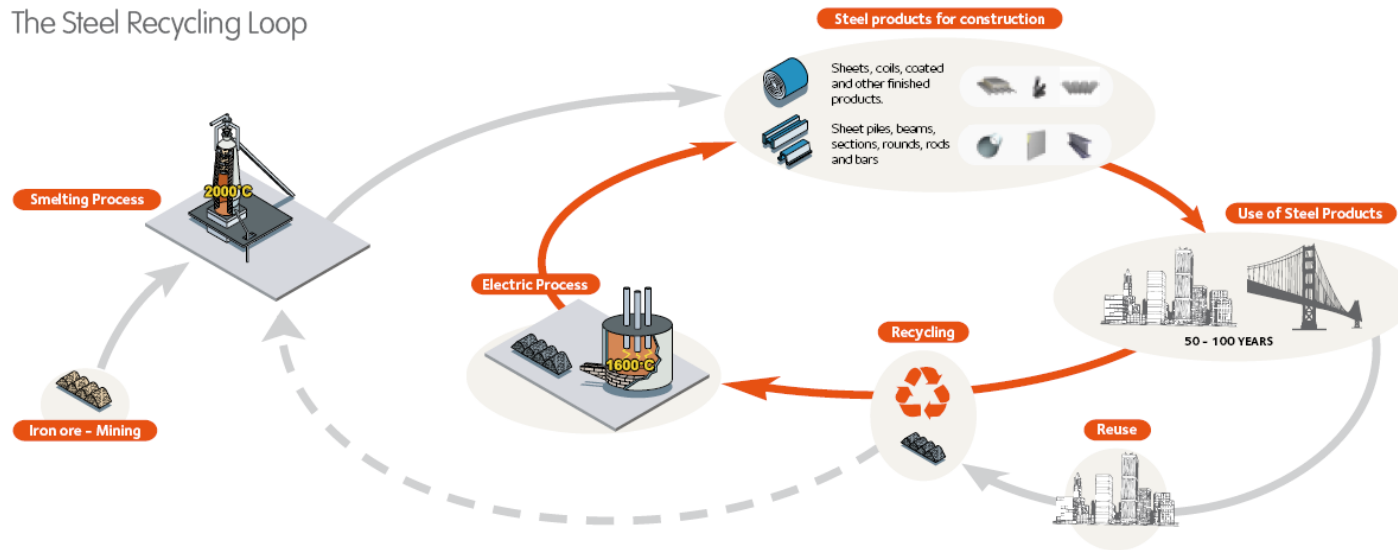 The Steel Recycling Loop
Steel products for construction
Sheets, coils, coated
and other finished
products.
Sheet piles, beams,
sections, rounds, rods
and bars
2000°C
Smelting Process
Use of Steel Products
50 - 100 YEARS
Electric Process
1600°C
Recycling
Iron ore - Mining
Reuse